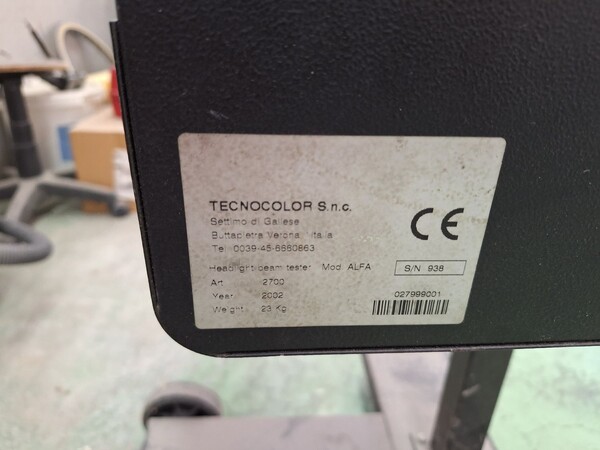 TECNOCOLOR S.n.c.
Settimo di Gallese
Buttapietra Verona, Italia
Tel 0039-45-6660863
CE
Headlight beam tester Mod. ALFA
S/N 938
Art. 2700
Year 2002
Weight 23 Kg
027999001